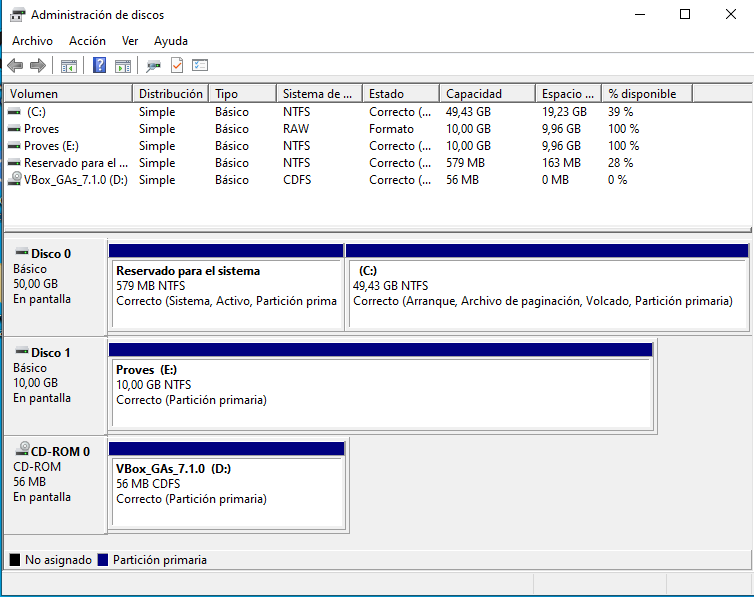 Administración de discos
Archivo Acción Ver Ayuda
Volumen Distribución Tipo Sistema de ... Estado Capacidad Espacio ... % disponible
(C:) Simple Básico NTFS Correcto (... 49,43 GB 19,23 GB 39 %
Proves Simple Básico RAW Formato 10,00 GB 9,96 GB 100 %
Proves (E:) Simple Básico NTFS Correcto (... 10,00 GB 9,96 GB 100 %
Reservado para el ... Simple Básico NTFS Correcto (... 579 MB 163 MB 28 %
VBox_GAs_7.1.0 (D:) Simple Básico CDFS Correcto (... 56 MB 0 MB 0 %
Disco 0
Básico
50,00 GB
En pantalla
Reservado para el sistema
579 MB NTFS
Correcto (Sistema, Activo, Partición prima
(C:)
49,43 GB NTFS
Correcto (Arranque, Archivo de paginación, Volcado, Partición primaria)
Disco 1
Básico
10,00 GB
En pantalla
Proves (E:)
10,00 GB NTFS
Correcto (Partición primaria)
CD-ROM 0
CD-ROM
56 MB
En pantalla
VBox_GAs_7.1.0 (D:)
56 MB CDFS
Correcto (Partición primaria)
No asignado Partición primaria